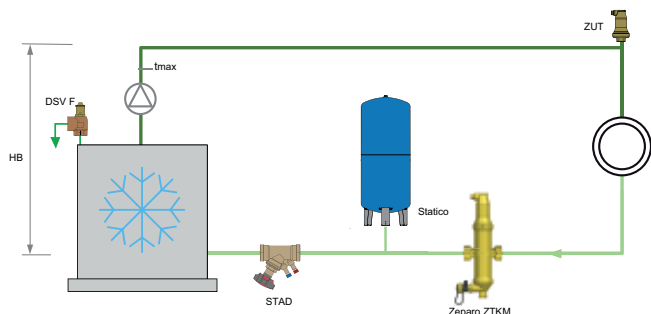 ZUT
tmax
DSV F
HB
Statico
STAD
Zeparo ZTKM